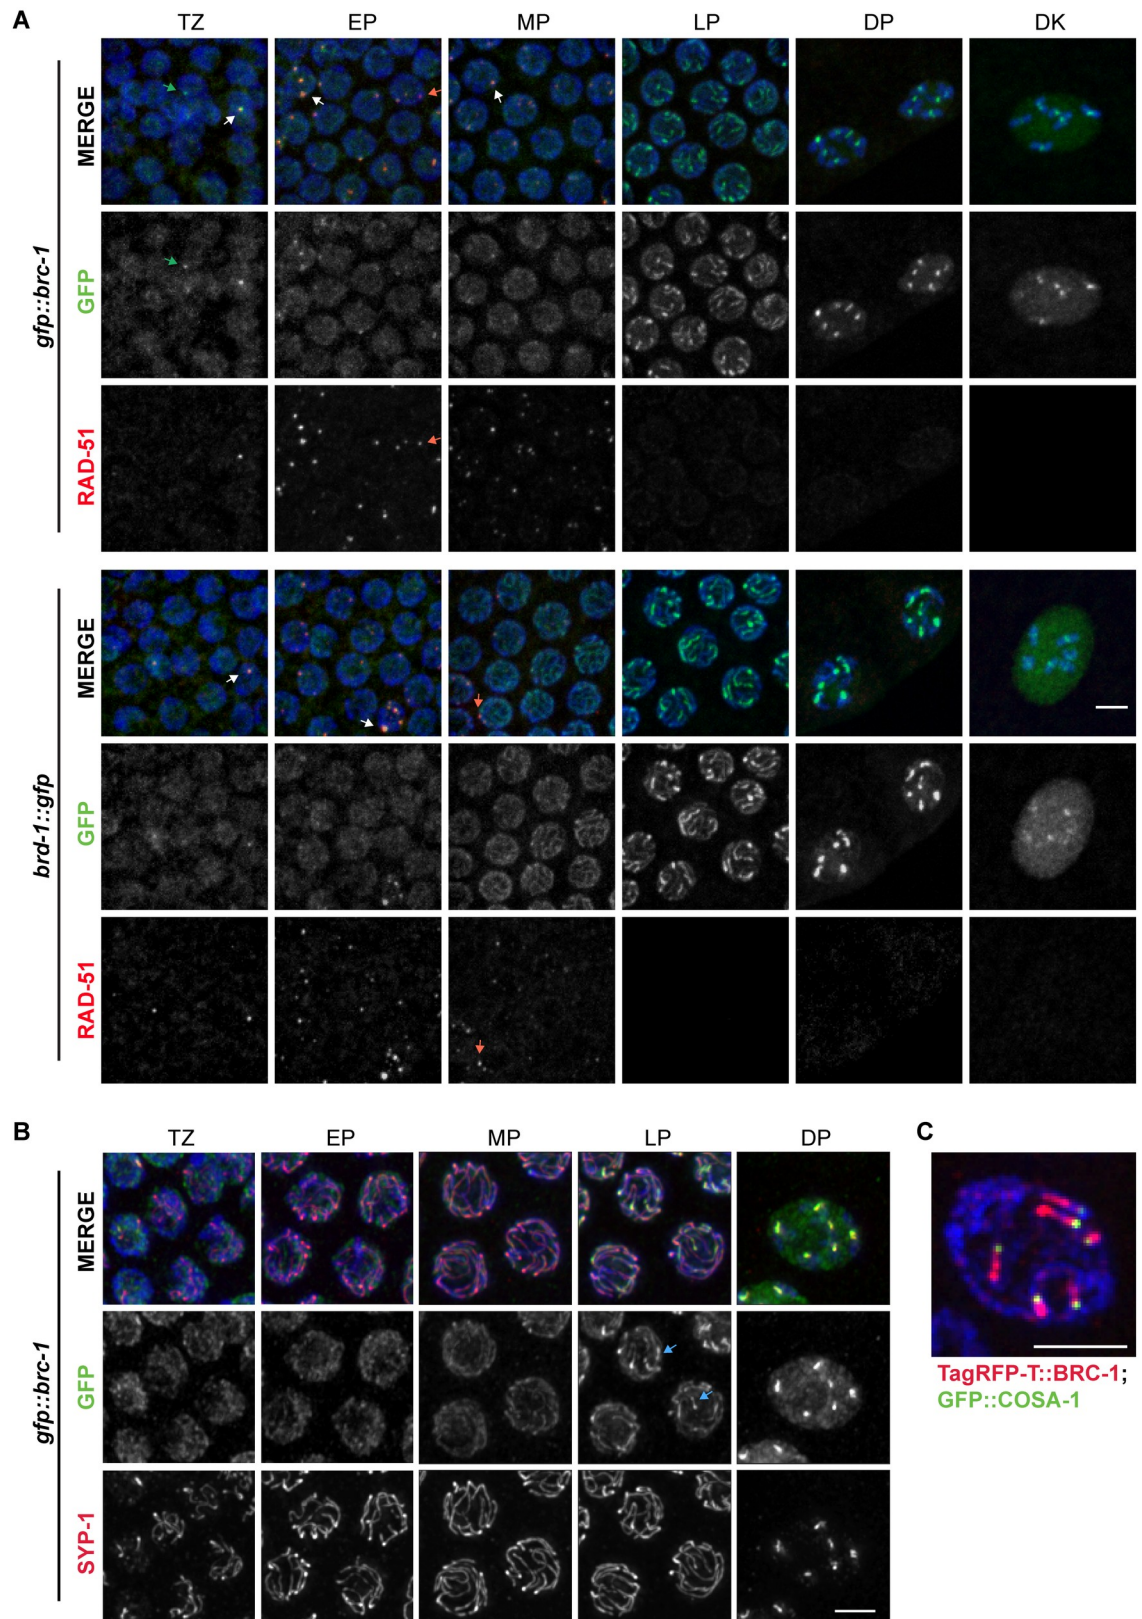 A
TZ EP MP LP DP DK
gfp::brc-1
MERGE
GFP
RAD-51
brd-1::gfp
MERGE
GFP
RAD-51
B
TZ EP MP LP DP
gfp::brc-1
MERGE
GFP
SYP-1
C
TagRFP-T::BRC-1;
GFP::COSA-1